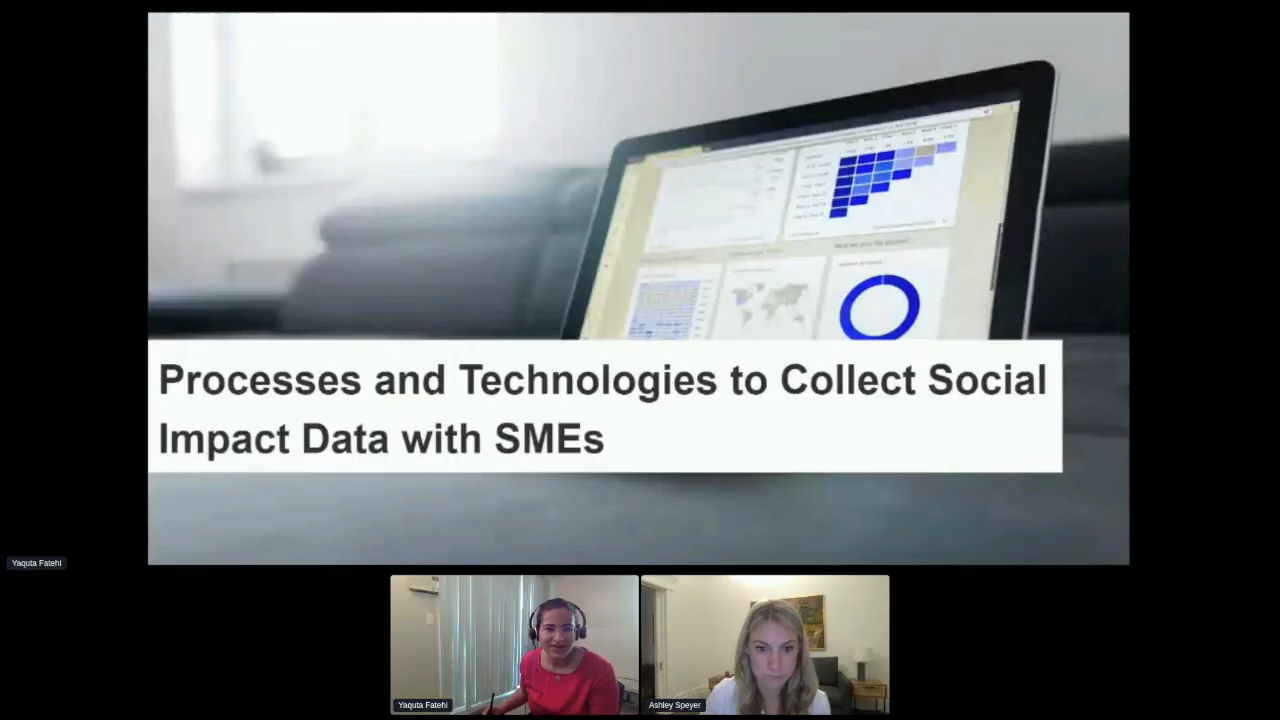 Processes and Technologies to Collect Social
Impact Data with SMEs
Yaquta Fatehi
Yaquta Fatehi
Ashley Speyer